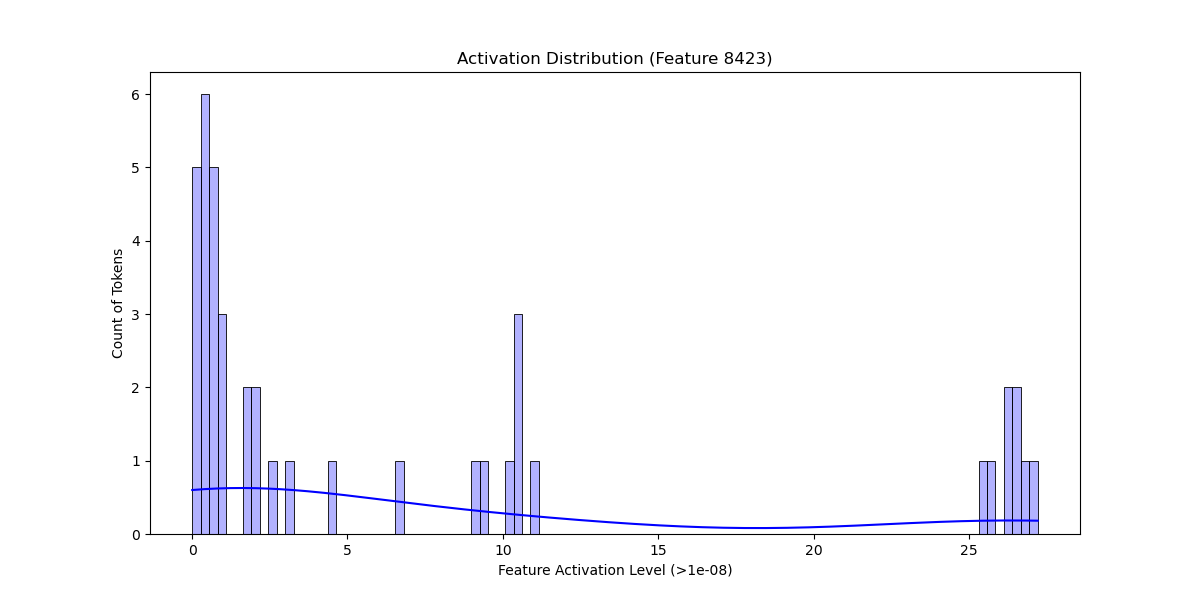 Activation Distribution (Feature 8423)
6
5
4
3
2
1
0
Count of Tokens
0 5 10 15 20 25
Feature Activation Level (>1e-08)